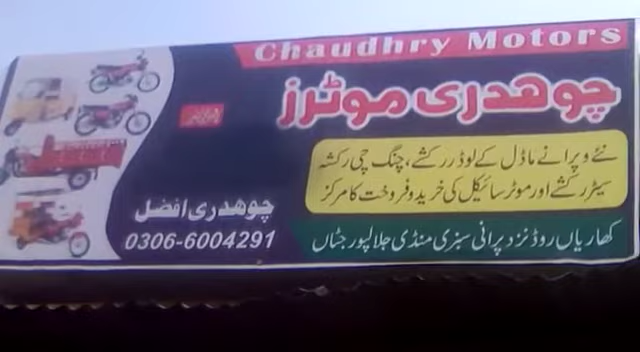 Chaudhry Motors
چوہدری موٹرز
نئے و پرانے ماڈل کے لوڈر رکشے، چنگ چی رکشہ
سیٹر رکشے اور موٹر سائیکل کی خرید و فروخت کا مرکز
چوہدری افضل
0306-6004291
کھاریاں روڈ نزد پرانی سبزی منڈی جلالپور جٹاں